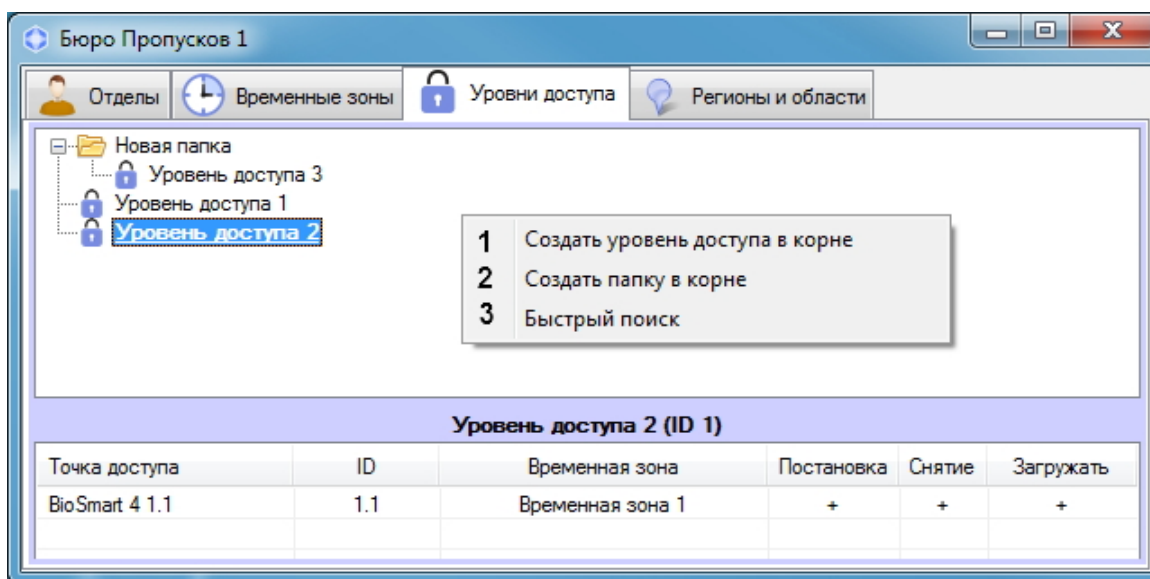 Бюро Пропусков 1
Отделы Временные зоны Уровни доступа Регионы и области
Новая папка
Уровень доступа 3
Уровень доступа 1
Уровень доступа 2
1 Создать уровень доступа в корне
2 Создать папку в корне
3 Быстрый поиск
Уровень доступа 2 (ID 1)
Точка доступа ID Временная зона Постановка Снятие Загружать
BioSmart 4 1.1 1.1 Временная зона 1 + + +